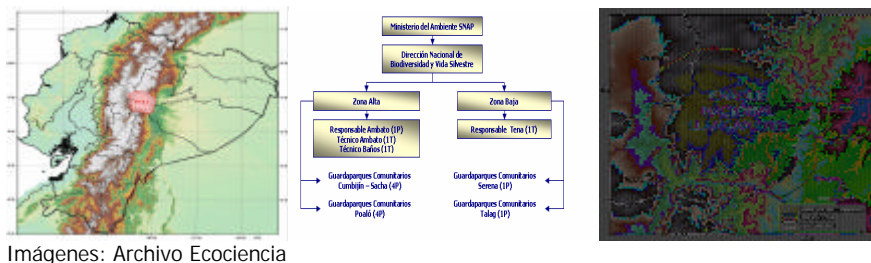 Ministerio del Ambiente SNAP
Dirección Nacional de
Biodiversidad y Vida Silvestre
Zona Alta
Zona Baja
Responsable Ambato (1P)
Técnico Ambato (1T)
Técnico Baños (1T)
Responsable Tena (1T)
Guardaparques Comunitarios
Cumbijín – Sacha (4P)
Guardaparques Comunitarios
Serena (1P)
Guardaparques Comunitarios
Poaló (4P)
Guardaparques Comunitarios
Talag (1P)
Imágenes: Archivo Ecociencia